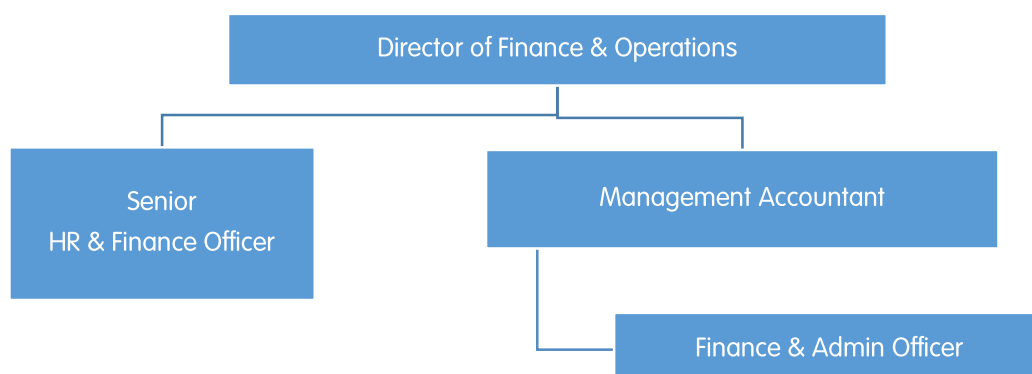 Director of Finance & Operations
Senior
HR & Finance Officer
Management Accountant
Finance & Admin Officer